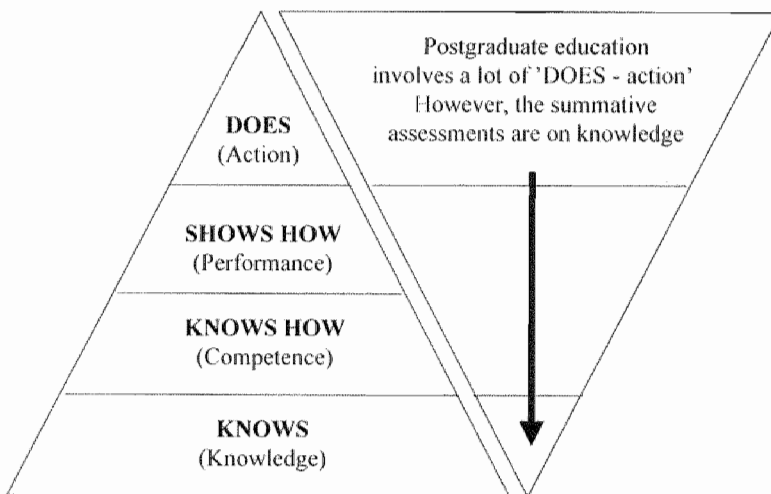 DOES
(Action)
SHOWS HOW
(Performance)
KNOWS HOW
(Competence)
KNOWS
(Knowledge)
Postgraduate education
involves a lot of 'DOES - action'
However, the summative
assessments are on knowledge